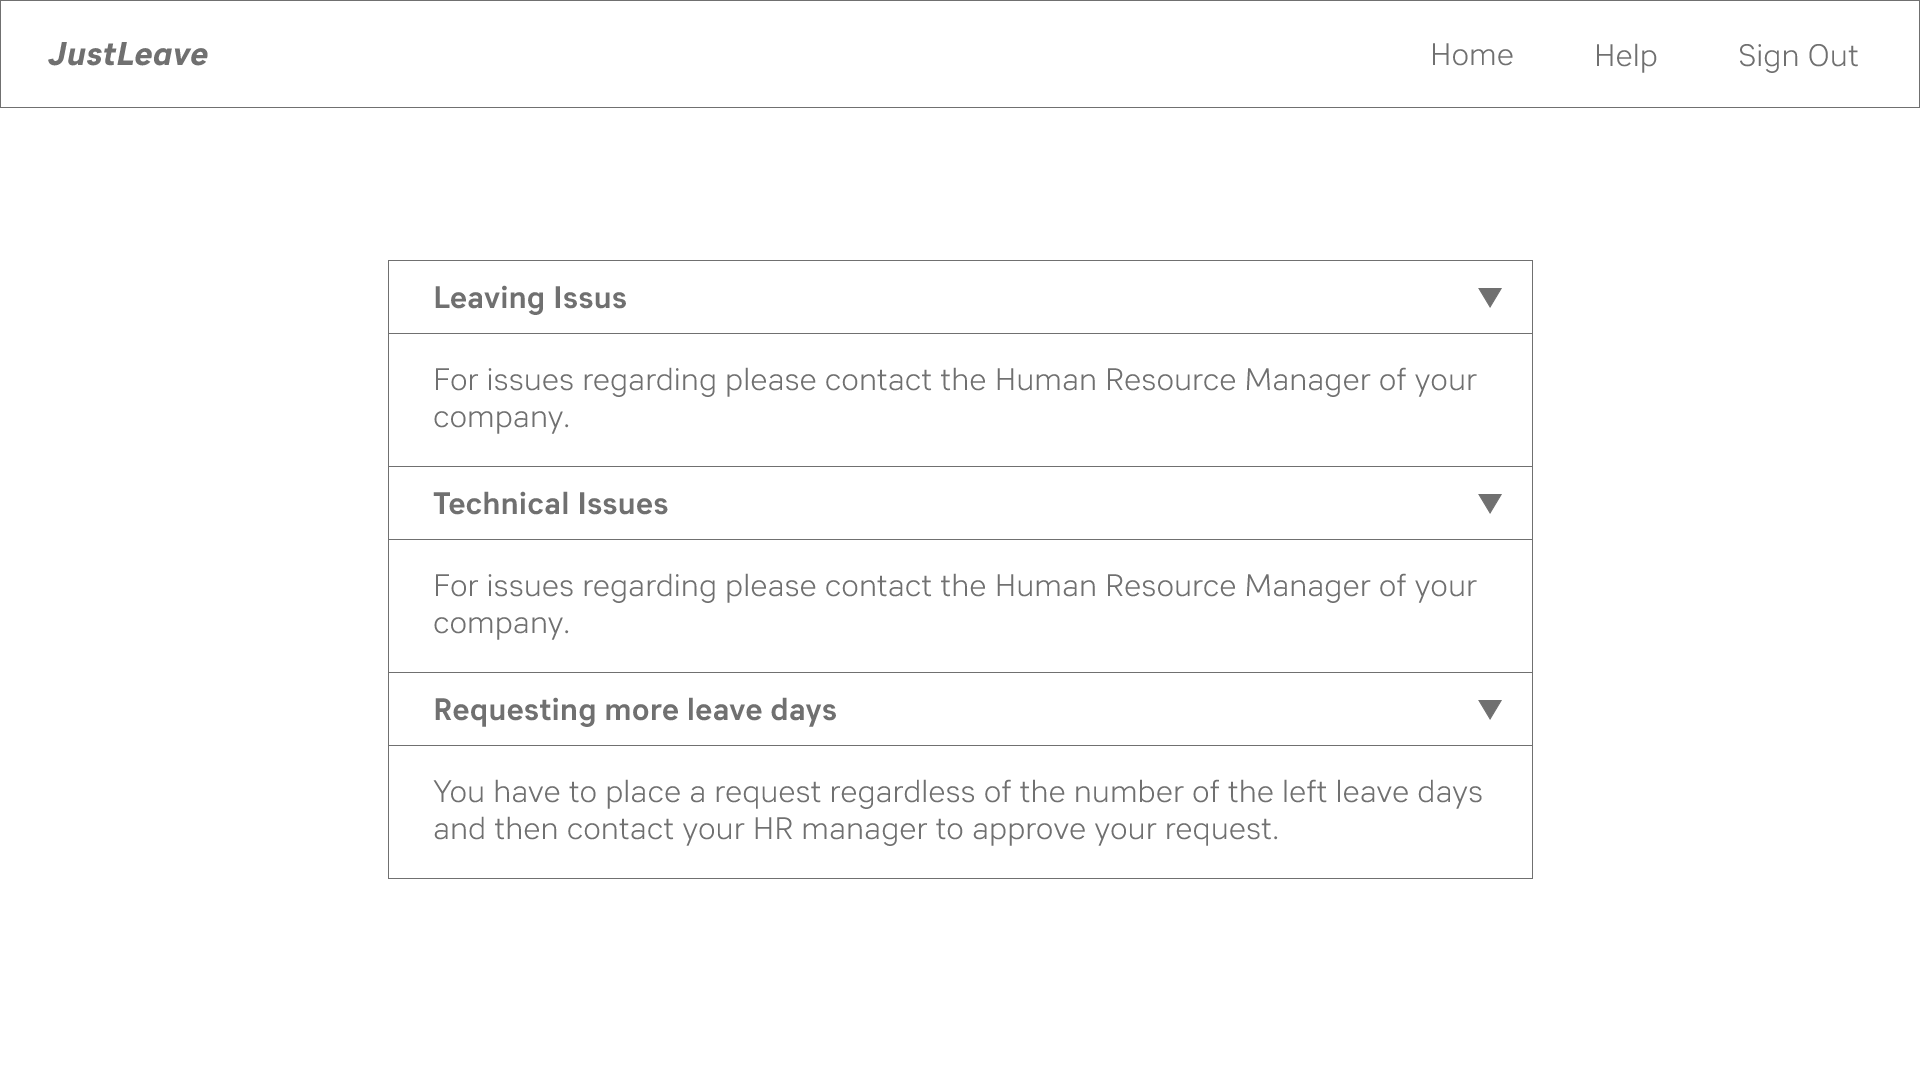 JustLeave
Home
Help
Sign Out
Leaving Issus
For issues regarding please contact the Human Resource Manager of your
company.
Technical Issues
For issues regarding please contact the Human Resource Manager of your
company.
Requesting more leave days
You have to place a request regardless of the number of the left leave days
and then contact your HR manager to approve your request.